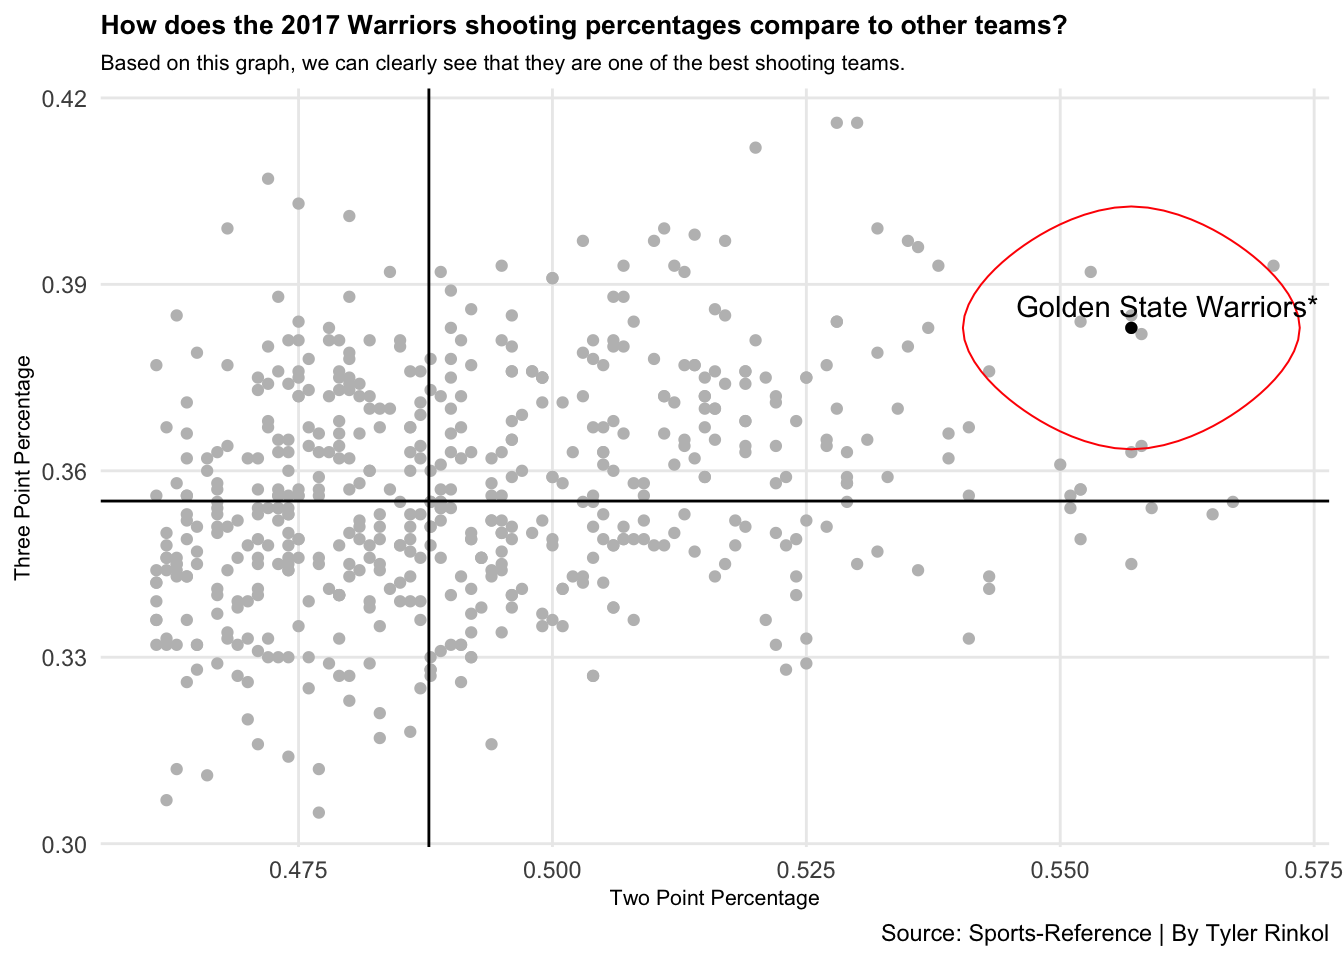 How does the 2017 Warriors shooting percentages compare to other teams?
Based on this graph, we can clearly see that they are one of the best shooting teams.
0.42
0.39
0.36
0.33
0.30
Three Point Percentage
Golden State Warriors*
0.475
0.500
0.525
0.550
0.575
Two Point Percentage
Source: Sports-Reference | By Tyler Rinkol